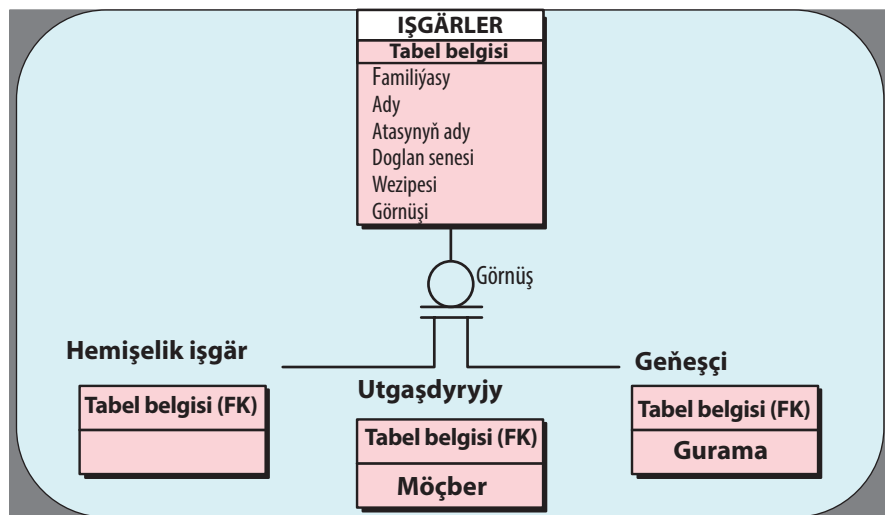 IŞGÄRLER
Tabel belgisi
Familiýasy
Ady
Atasynyň ady
Doglan senesi
Wezipesi
Görnüşi
Görnüş
Hemişelik işgär
Tabel belgisi (FK)
Utgaşdyryjy
Tabel belgisi (FK)
Möçber
Geňeşçi
Tabel belgisi (FK)
Gurama